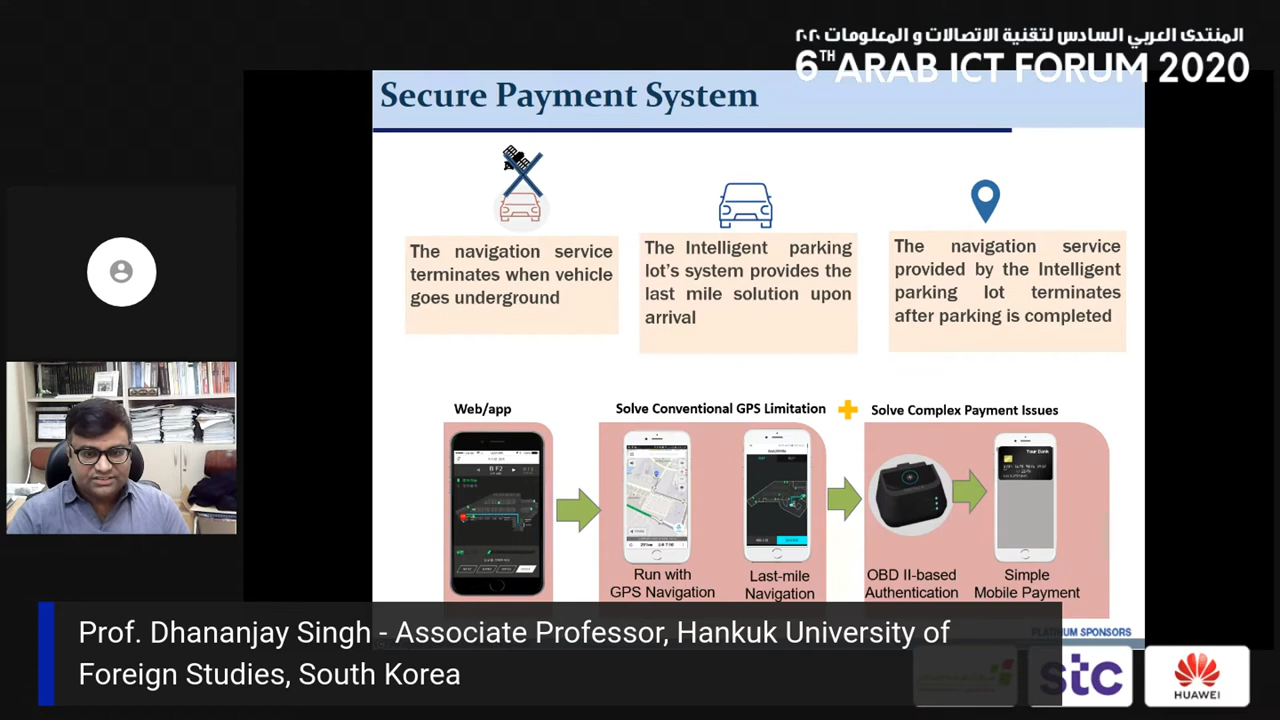 المنتدى العربي السادس لتقنية الاتصالات و المعلومات ٢٠٢٠
6TH ARAB ICT FORUM 2020
Secure Payment System
The navigation service
terminates when vehicle
goes underground
The Intelligent parking
lot's system provides the
last mile solution upon
arrival
The navigation service
provided by the Intelligent
parking lot terminates
after parking is completed
Web/app
Solve Conventional GPS Limitation
Solve Complex Payment Issues
B F2
Your Bank
Run with
GPS Navigation
Last-mile
Navigation
OBD II-based
Authentication
Simple
Mobile Payment
Prof. Dhananjay Singh - Associate Professor, Hankuk University of
Foreign Studies, South Korea
PLATINUM SPONSORS
stc
HUAWEI